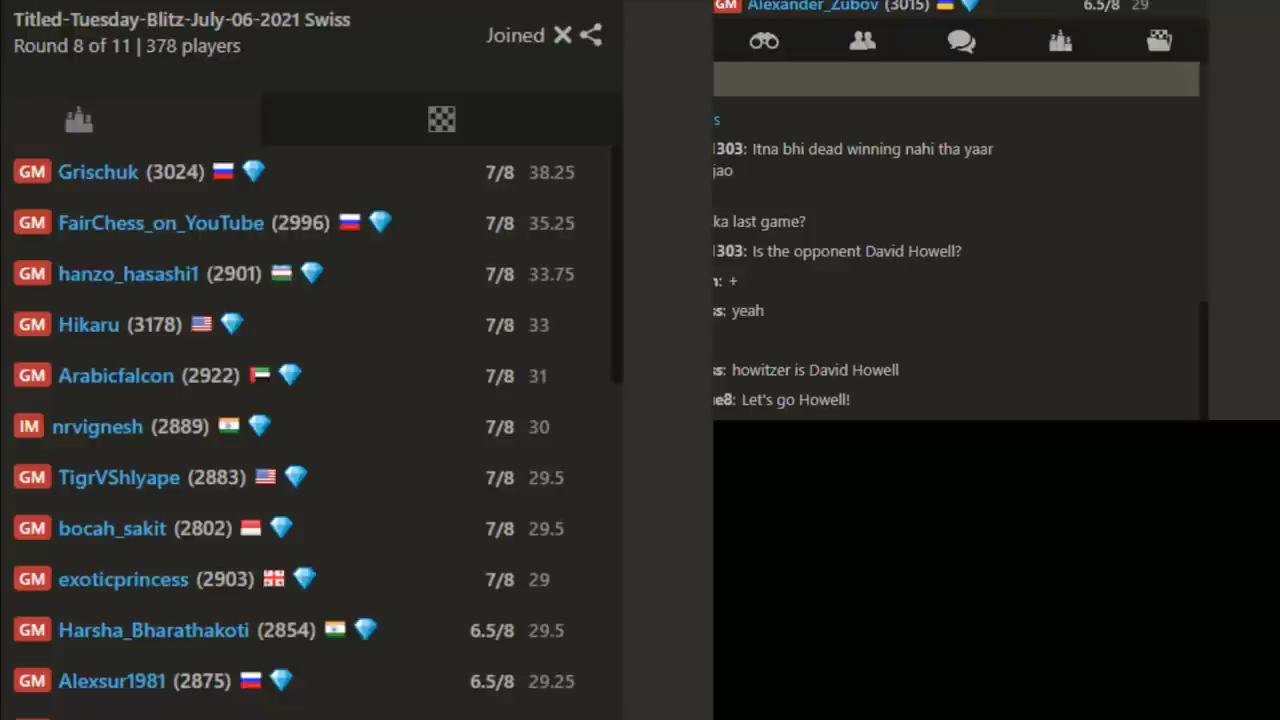 Titled-Tuesday-Blitz-July-06-2021 Swiss
Round 8 of 11 | 378 players
Joined
GM Grischuk (3024) 7/8 38.25
GM FairChess_on_YouTube (2996) 7/8 35.25
GM hanzo_hasashi1 (2901) 7/8 33.75
GM Hikaru (3178) 7/8 33
GM Arabicfalcon (2922) 7/8 31
IM nrvignesh (2889) 7/8 30
GM TigrVShlyape (2883) 7/8 29.5
GM bocah_sakit (2802) 7/8 29.5
GM exoticprincess (2903) 7/8 29
GM Harsha_Bharathakoti (2854) 6.5/8 29.5
GM Alexsur1981 (2875) 6.5/8 29.25
GM Alexander_Zubov (3015) 6.5/8 29
s
1303: Itna bhi dead winning nahi tha yaar
jao
ka last game?
1303: Is the opponent David Howell?
: +
s: yeah
ss: howitzer is David Howell
e8: Let's go Howell!